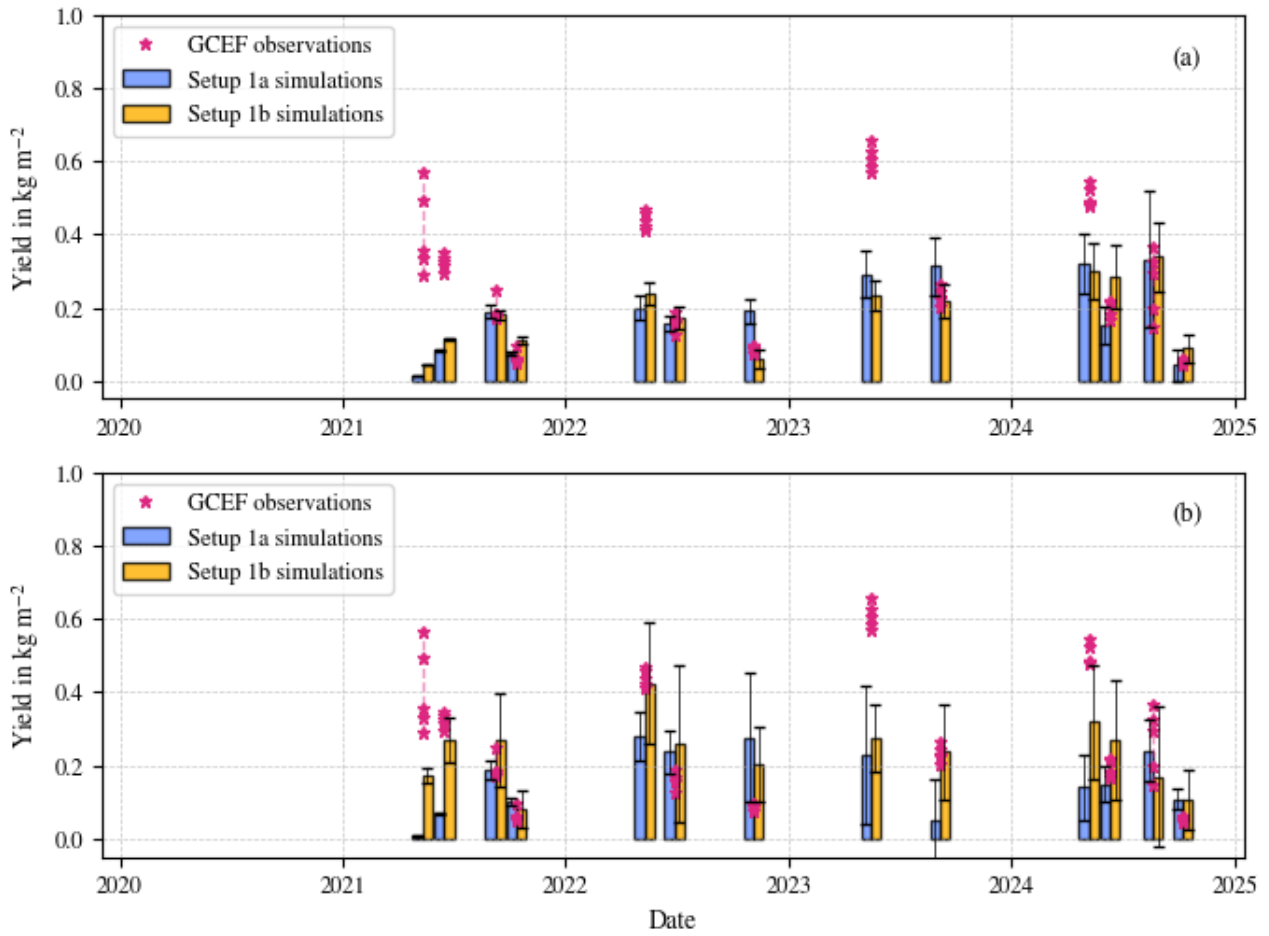 1.0
0.8
0.6
0.4
0.2
0.0
Yield in kg m⁻²
GCEF observations
Setup 1a simulations
Setup 1b simulations
(a)
2020 2021 2022 2023 2024 2025
1.0
0.8
0.6
0.4
0.2
0.0
Yield in kg m⁻²
GCEF observations
Setup 1a simulations
Setup 1b simulations
(b)
2020 2021 2022 2023 2024 2025
Date